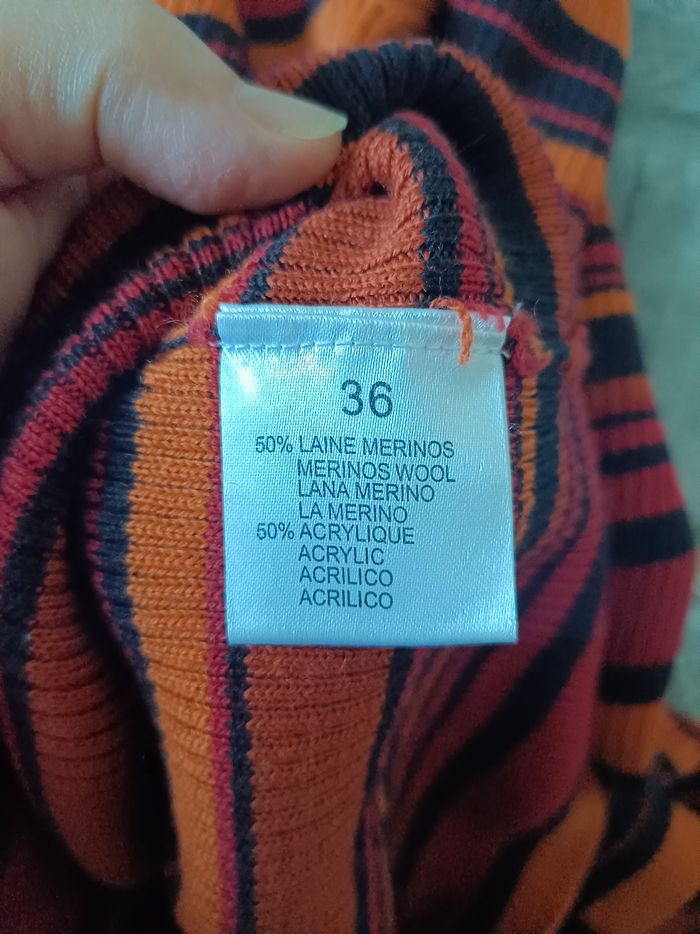 36
50% LAINE MERINOS
MERINOS WOOL
LANA MERINO
LA MERINO
50% ACRYLIQUE
ACRYLIC
ACRILICO
ACRILICO